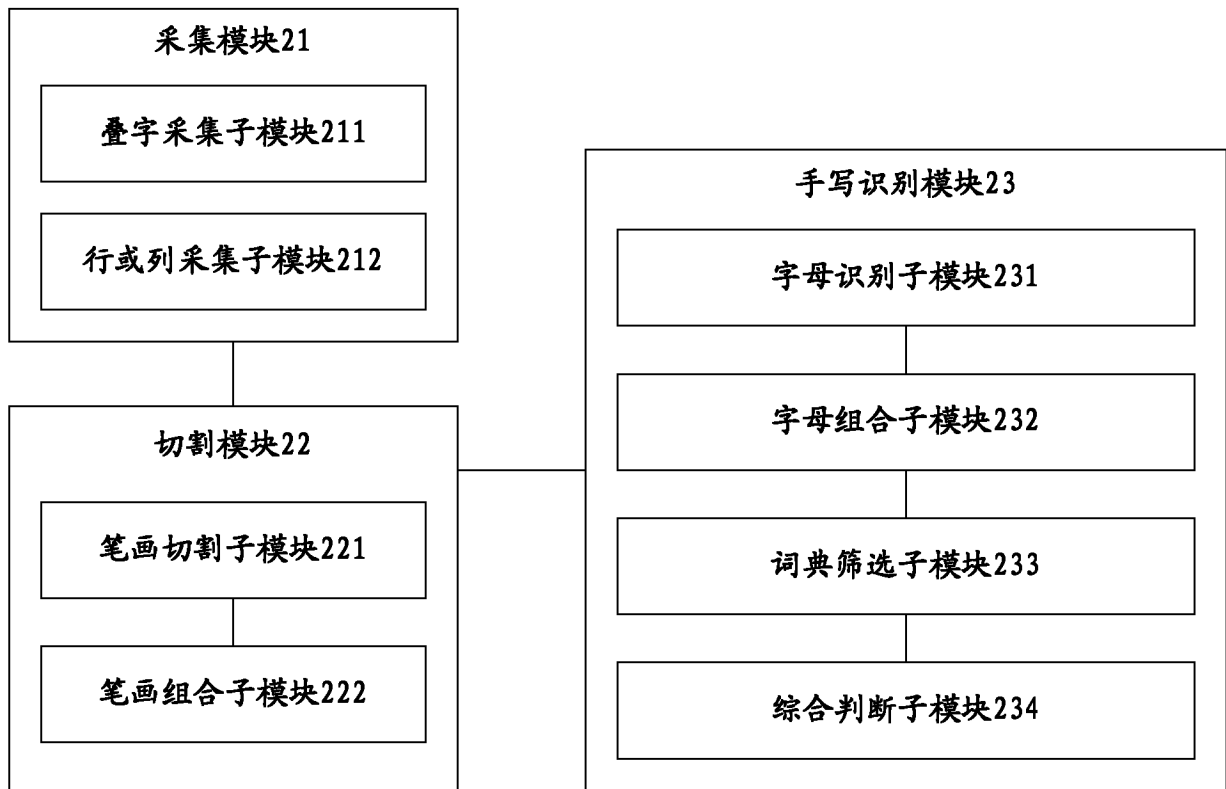 采集模块21
叠字采集子模块211
行或列采集子模块212
切割模块22
笔画切割子模块221
笔画组合子模块222
手写识别模块23
字母识别子模块231
字母组合子模块232
词典筛选子模块233
综合判断子模块234